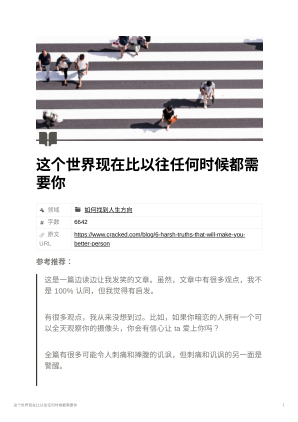 这个世界现在比以往任何时候都需
要你
领域 如何找到人生方向
# 字数 6642
原文 https://www.cracked.com/blog/6-harsh-truths-that-will-make-you-
URL better-person
参考推荐：
这是一篇边读边让我发笑的文章。虽然，文章中有很多观点，我不
是 100% 认同，但我觉得有启发。
有很多观点，我从来没想到过。比如，如果你暗恋的人拥有一个可
以全天观察你的摄像头，你会有信心让 ta 爱上你吗？
全篇有很多可能令人刺痛和摊腹的讥讽，但刺痛和讥讽的另一面是
警醒。
这个世界现在比以往任何时候都需要你 1